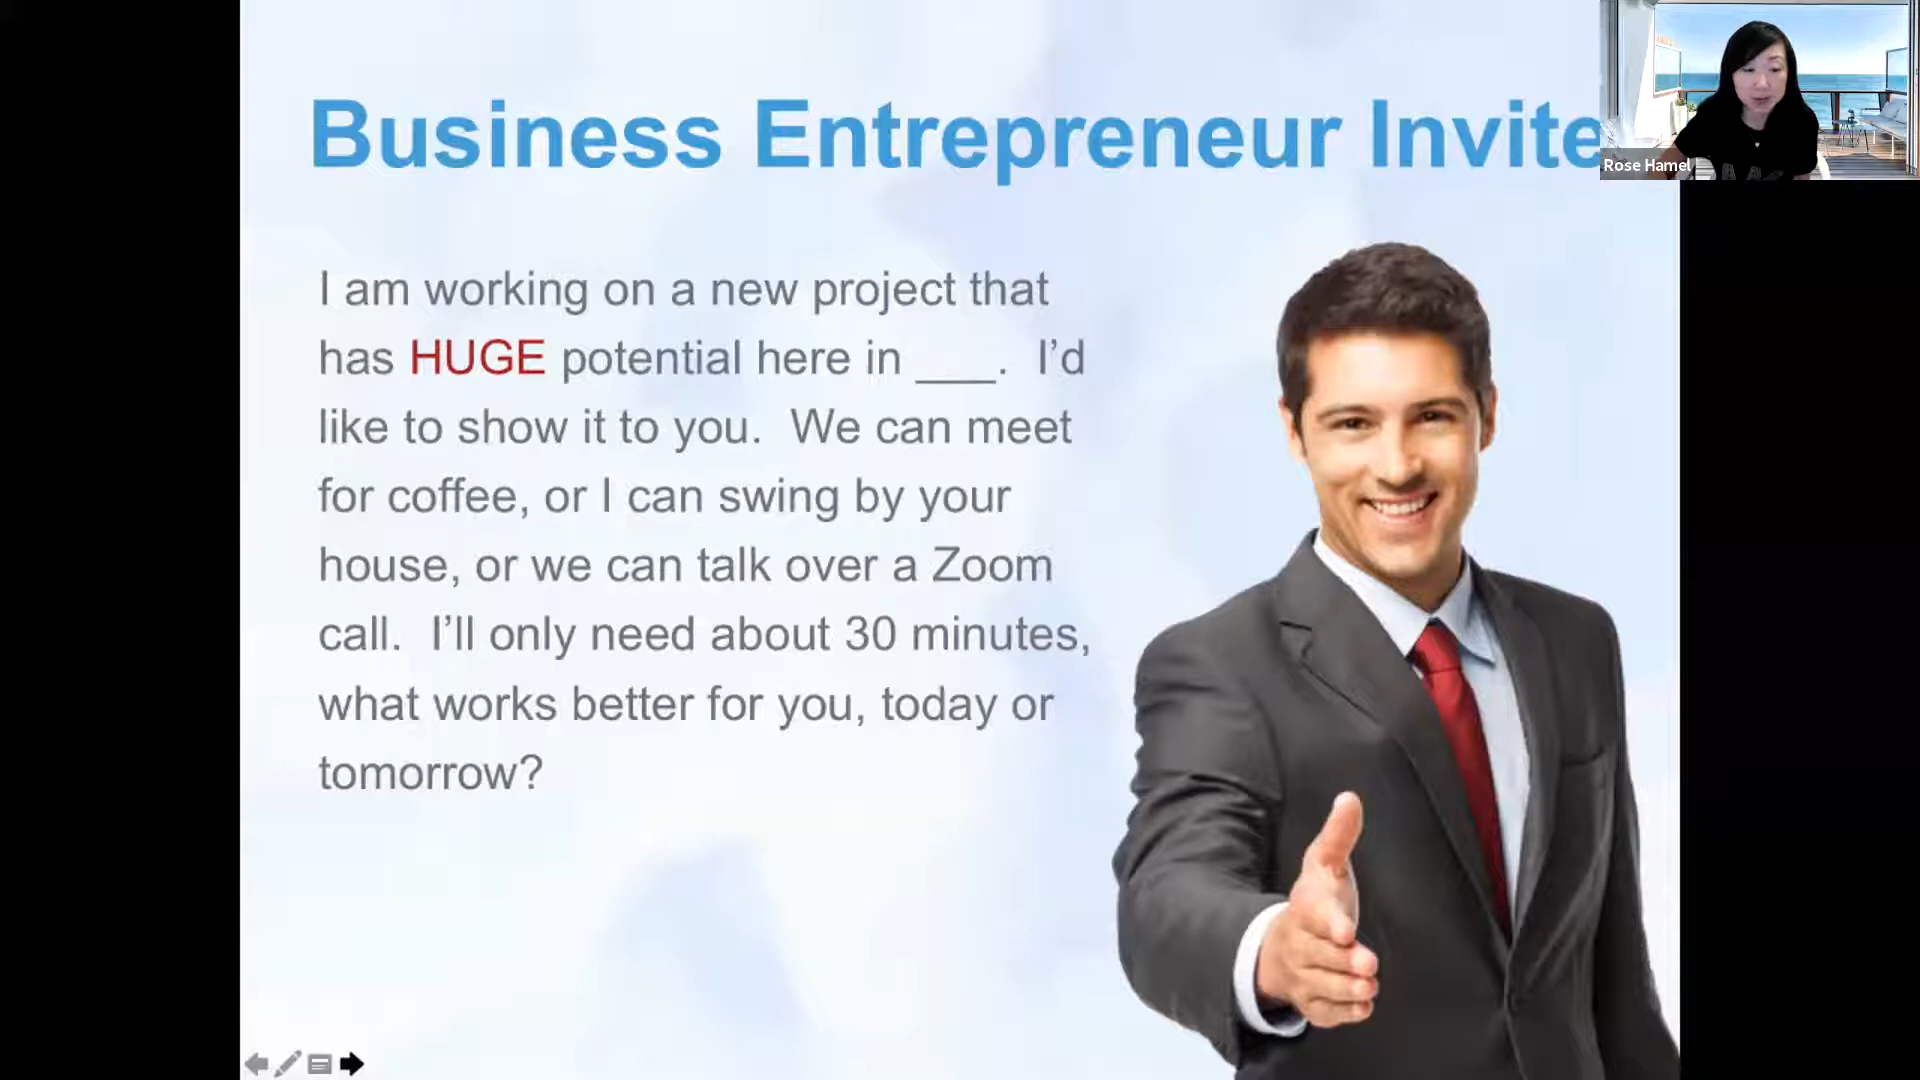 Business Entrepreneur Invite
Rose Hamel
I am working on a new project that
has HUGE potential here in ___.  I’d
like to show it to you.  We can meet
for coffee, or I can swing by your
house, or we can talk over a Zoom
call.  I’ll only need about 30 minutes,
what works better for you, today or
tomorrow?